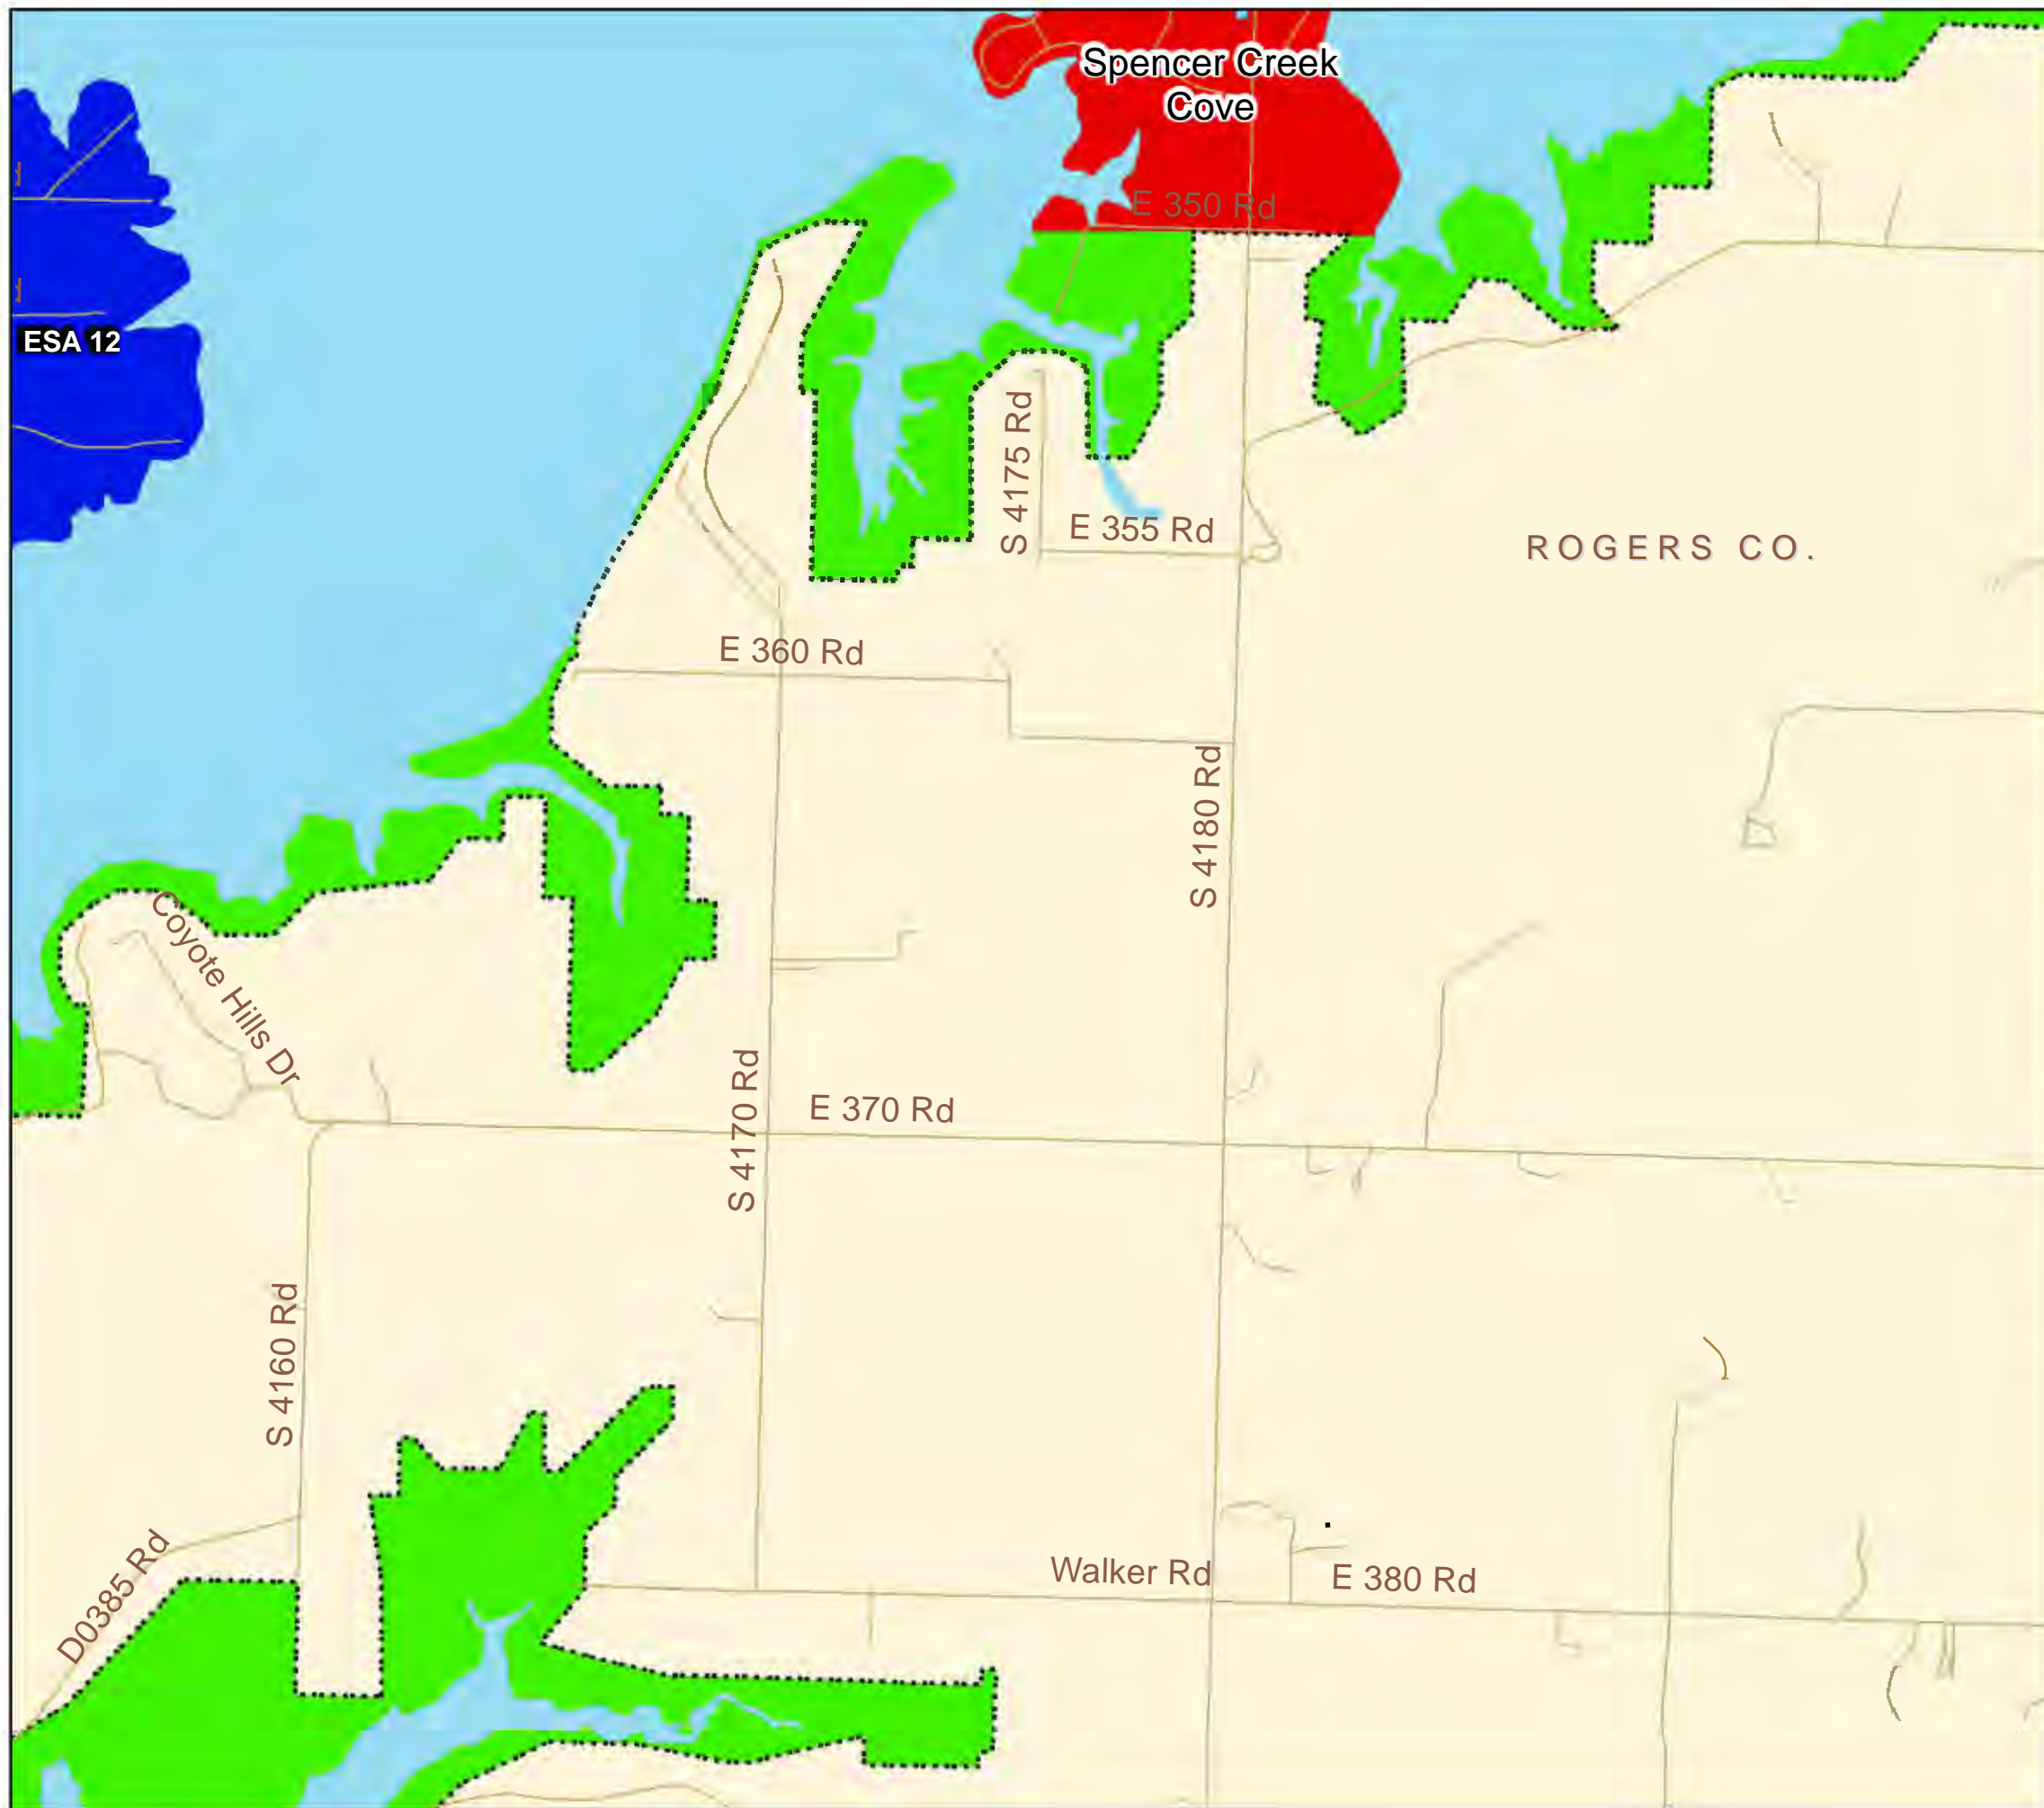 Spencer Creek
Cove
d
E 350 Rd
d
ESA 12
S 4175 Rd
E 355 Rd
ROGERS CO.
E 360 Rd
S 4180 Rd
Coyote Hills Dr
S 4170 Rd
E 370 Rd
S 4160 Rd
D0385 Rd
Walker Rd
E 380 Rd